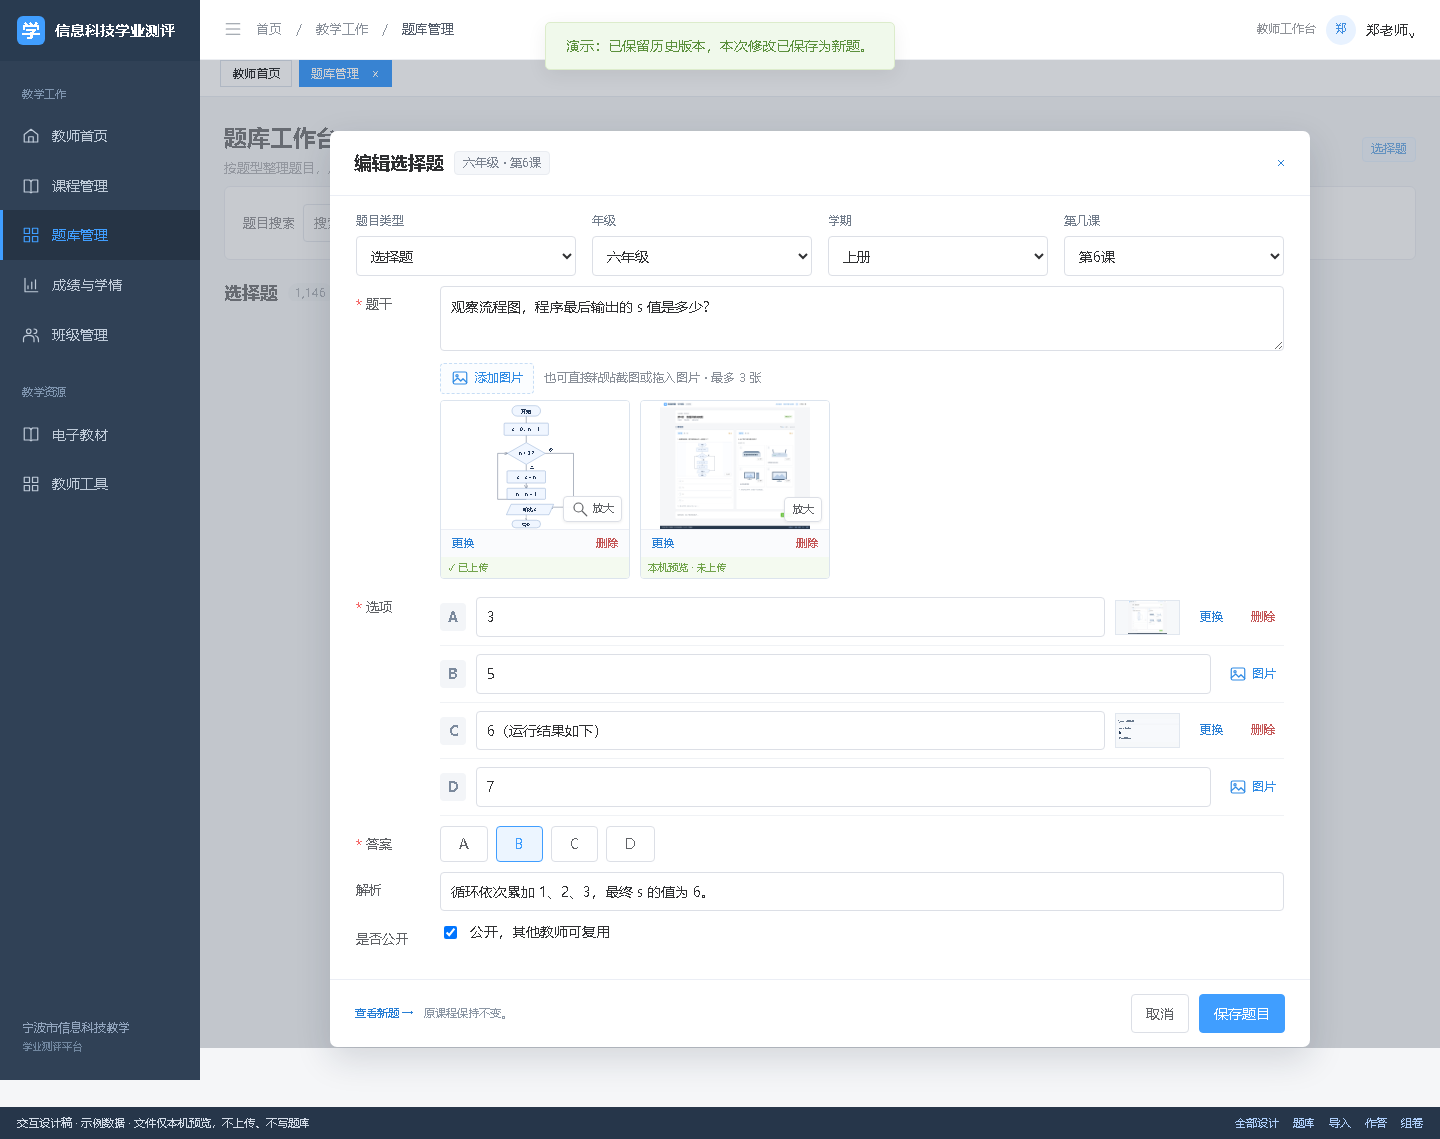 学 信息科技学业测评
首页 / 教学工作 / 题库管理
演示：已保留历史版本，本次修改已保存为新题。
教师工作台 郑 郑老师
教师首页 题库管理 ×
教学工作
教师首页
课程管理
题库管理
成绩与学情
班级管理
教学资源
电子教材
教师工具
宁波市信息科技教学
学业测评平台
题库工作台
按题型整理题目，
选择题
题目搜索
选择题 1,146
编辑选择题 六年级 · 第6课 ×
题目类型 年级 学期 第几课
选择题 六年级 上册 第6课
* 题干
观察流程图，程序最后输出的 s 值是多少？
添加图片 也可直接粘贴截图或拖入图片 · 最多 3 张
开始
放大 放大
更换 删除 更换 删除
✓ 已上传 本机预览 · 未上传
* 选项
A 3 更换 删除
B 5 图片
C 6（运行结果如下） 更换 删除
D 7 图片
* 答案 A B C D
解析 循环依次累加 1、2、3，最终 s 的值为 6。
是否公开 公开，其他教师可复用
查看新题→ 原课程保持不变。
取消 保存题目
交互设计稿 · 示例数据 · 文件仅本机预览，不上传、不写题库
全部设计 题库 导入 作答 组卷